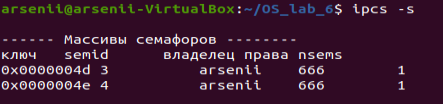 arsenii@arsenii-VirtualBox:~/OS_lab_6$ ipcs -s
------ Массивы семафоров --------
ключ semid владелец права nsems
0x0000004d 3 arsenii 666 1
0x0000004e 4 arsenii 666 1